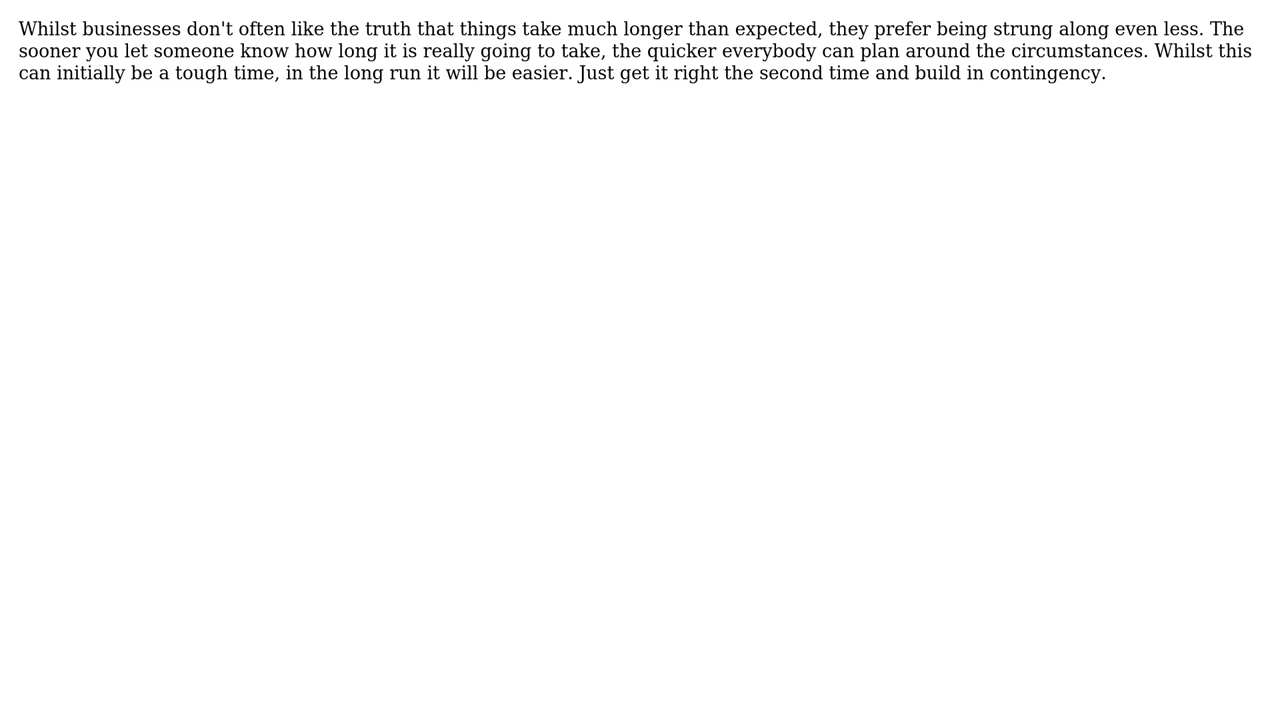 Whilst businesses don't often like the truth that things take much longer than expected, they prefer being strung along even less. The
sooner you let someone know how long it is really going to take, the quicker everybody can plan around the circumstances. Whilst this
can initially be a tough time, in the long run it will be easier. Just get it right the second time and build in contingency.